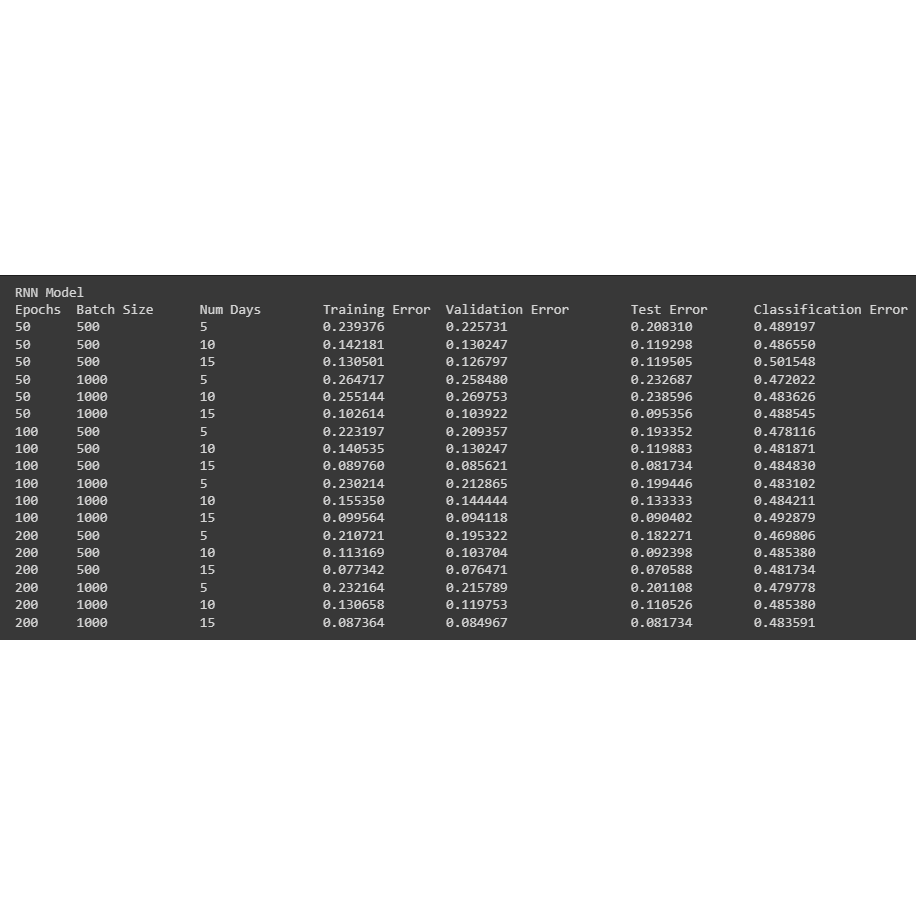 RNN Model
Epochs Batch Size Num Days Training Error Validation Error Test Error Classification Error
50 500 5 0.239376 0.225731 0.208310 0.489197
50 500 10 0.142181 0.130247 0.119298 0.486550
50 500 15 0.130501 0.126797 0.119505 0.501548
50 1000 5 0.264717 0.258480 0.232687 0.472022
50 1000 10 0.255144 0.269753 0.238596 0.483626
50 1000 15 0.102614 0.103922 0.095356 0.488545
100 500 5 0.223197 0.209357 0.193352 0.478116
100 500 10 0.140535 0.130247 0.119883 0.481871
100 500 15 0.089760 0.085621 0.081734 0.484830
100 1000 5 0.230214 0.212865 0.199446 0.483102
100 1000 10 0.155350 0.144444 0.133333 0.484211
100 1000 15 0.099564 0.094118 0.090402 0.492879
200 500 5 0.210721 0.195322 0.182271 0.469806
200 500 10 0.113169 0.103704 0.092398 0.485380
200 500 15 0.077342 0.076471 0.070588 0.481734
200 1000 5 0.232164 0.215789 0.201108 0.479778
200 1000 10 0.130658 0.119753 0.110526 0.485380
200 1000 15 0.087364 0.084967 0.081734 0.483591